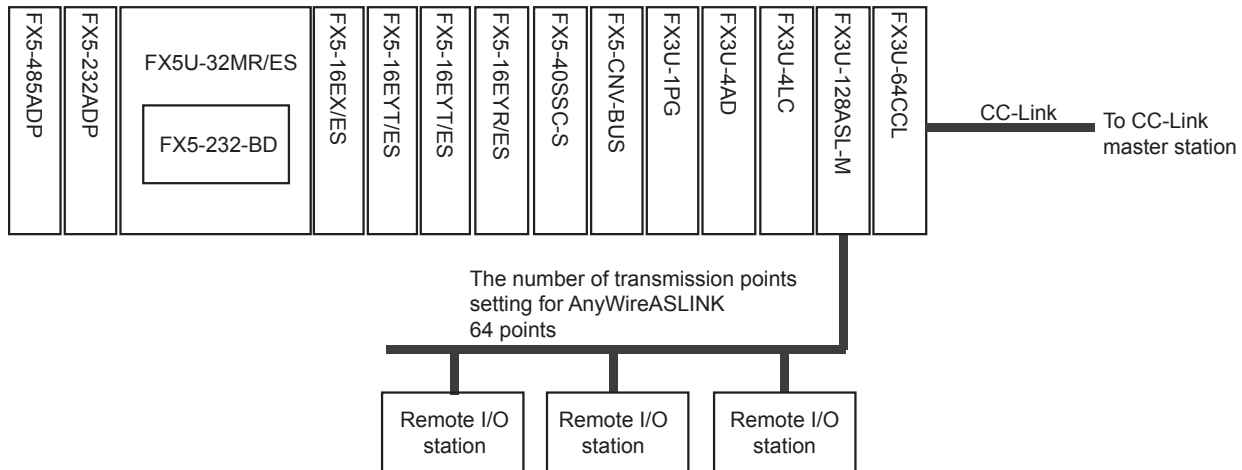 FX5-485ADP
FX5-232ADP
FX5U-32MR/ES
FX5-232-BD
FX5-16EX/ES
FX5-16EYT/ES
FX5-16EYT/ES
FX5-16EYR/ES
FX5-40SSC-S
FX5-CNV-BUS
FX3U-1PG
FX3U-4AD
FX3U-4LC
FX3U-128ASL-M
FX3U-64CCL
CC-Link
To CC-Link
master station
The number of transmission points
setting for AnyWireASLINK
64 points
Remote I/O
station
Remote I/O
station
Remote I/O
station